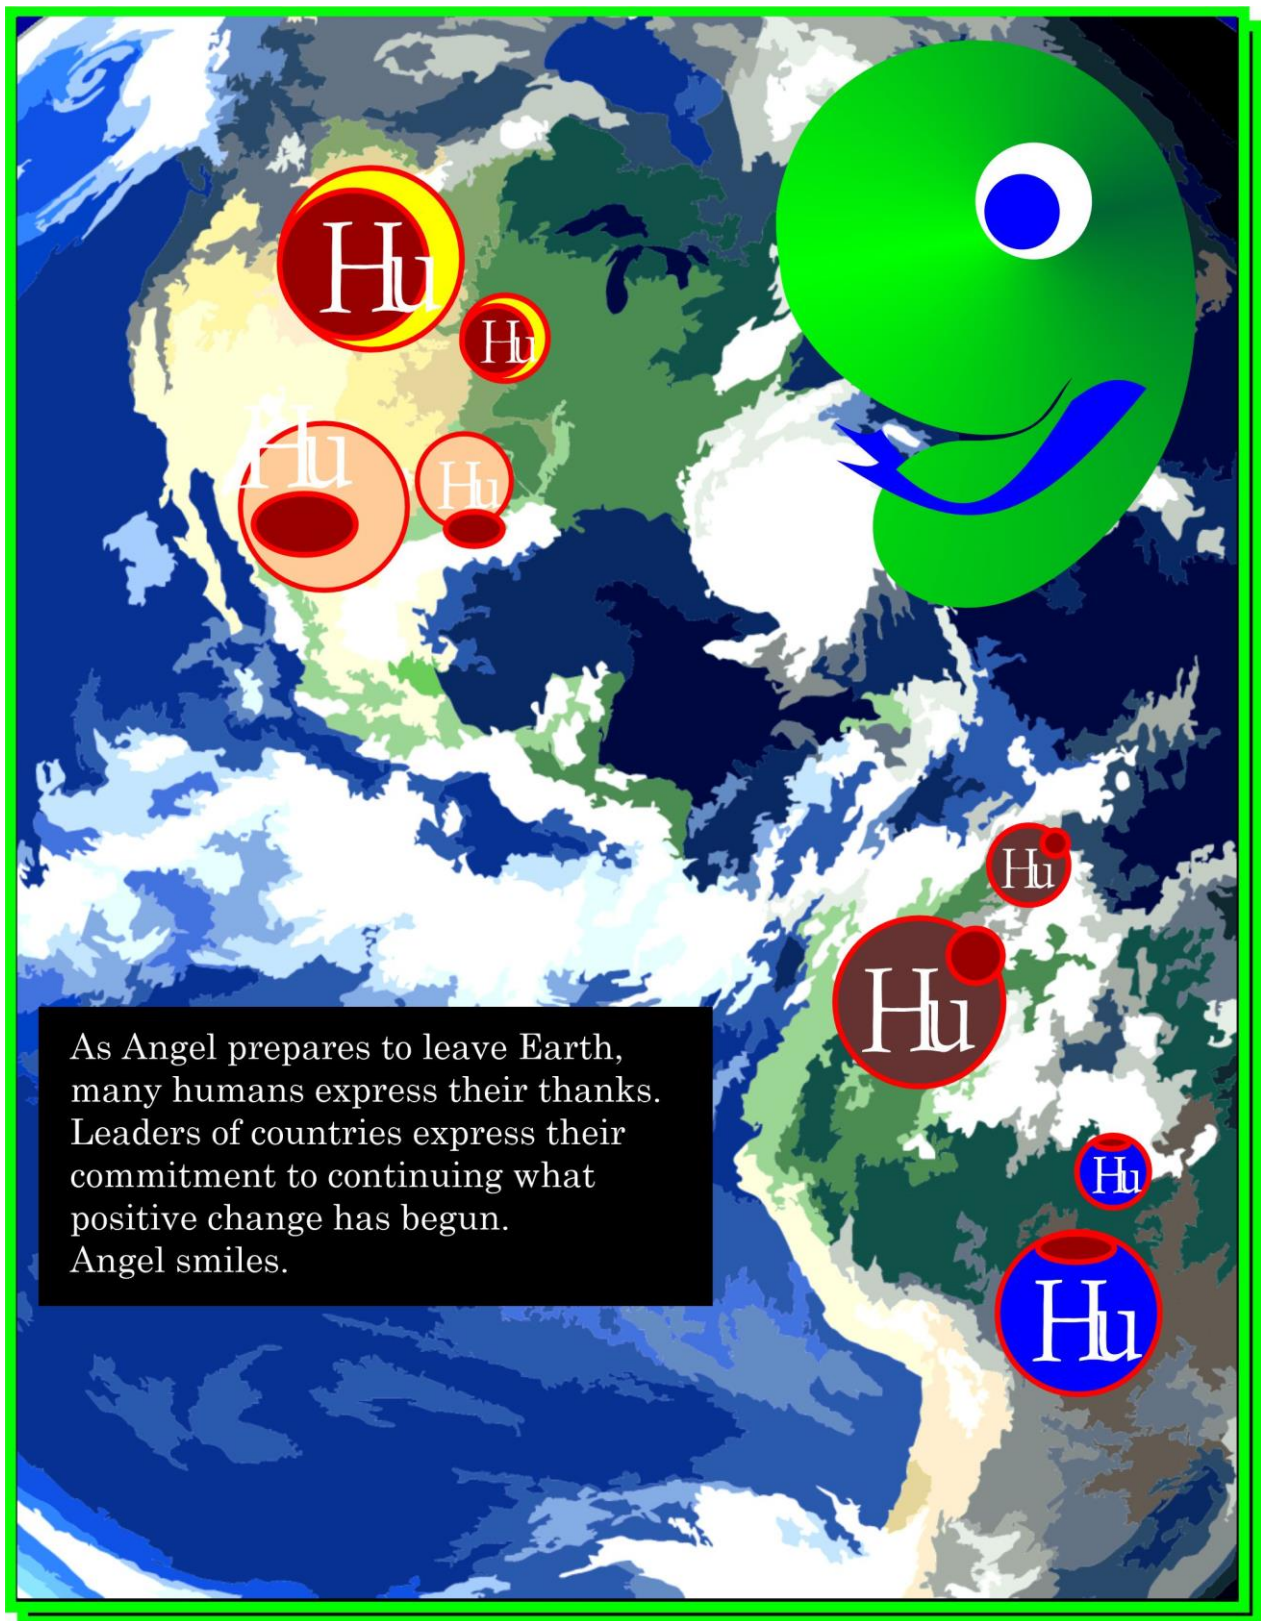 Hu
Hu
Hu
Hu
Hu
Hu
As Angel prepares to leave Earth,
many humans express their thanks.
Leaders of countries express their
commitment to continuing what
positive change has begun.
Angel smiles.
Hu
Hu